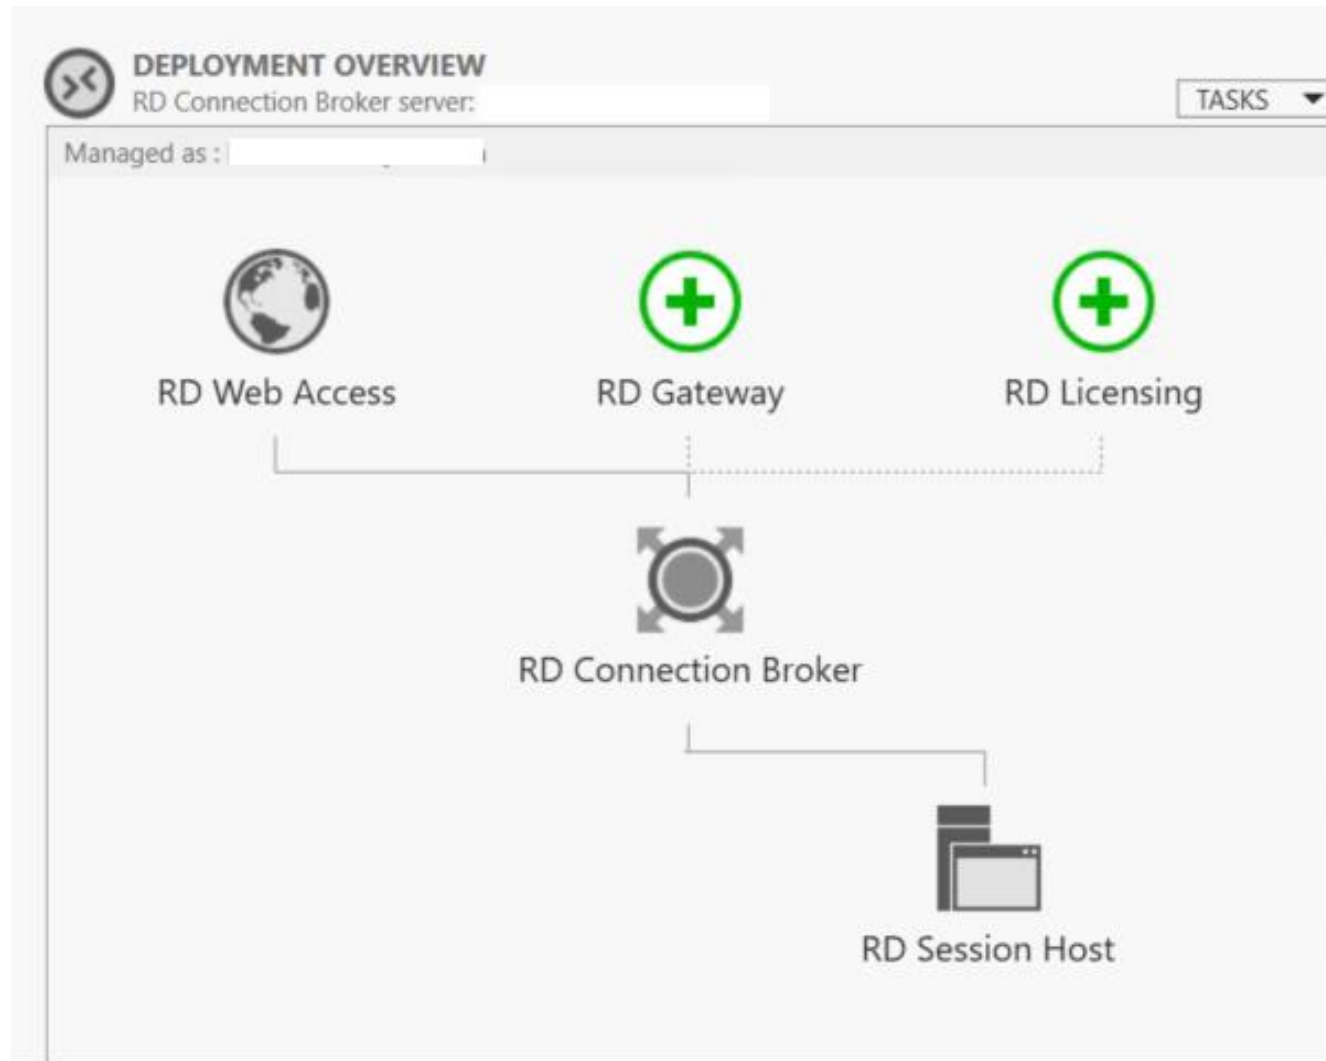 DEPLOYMENT OVERVIEW
RD Connection Broker server:
TASKS
Managed as :
RD Web Access
RD Gateway
RD Licensing
RD Connection Broker
RD Session Host